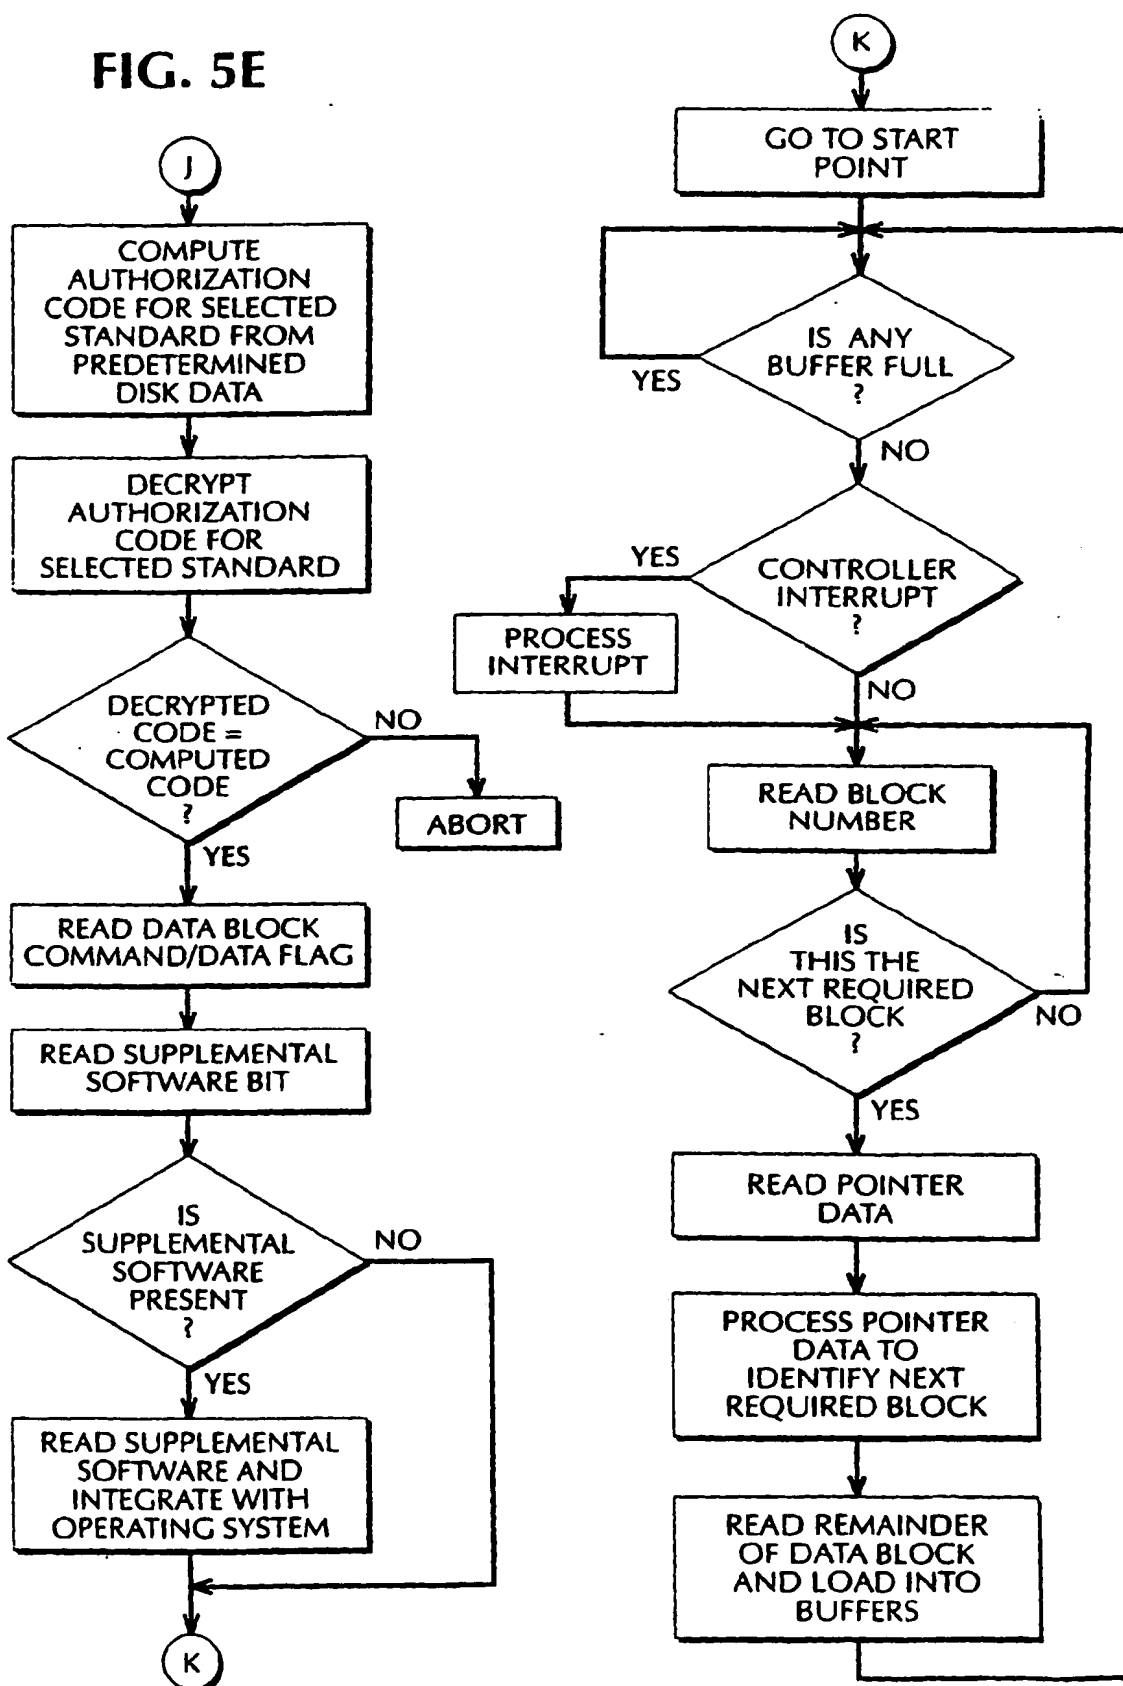 FIG. 5E
J
COMPUTE
AUTHORIZATION
CODE FOR SELECTED
STANDARD FROM
PREDETERMINED
DISK DATA
DECRYPT
AUTHORIZATION
CODE FOR
SELECTED STANDARD
DECRYPTED
CODE =
COMPUTED
CODE
?
NO
ABORT
YES
READ DATA BLOCK
COMMAND/DATA FLAG
READ SUPPLEMENTAL
SOFTWARE BIT
IS
SUPPLEMENTAL
SOFTWARE
PRESENT
?
NO
YES
READ SUPPLEMENTAL
SOFTWARE AND
INTEGRATE WITH
OPERATING SYSTEM
K
K
GO TO START
POINT
IS ANY
BUFFER FULL
?
YES
NO
CONTROLLER
INTERRUPT
?
YES
PROCESS
INTERRUPT
NO
READ BLOCK
NUMBER
IS
THIS THE
NEXT REQUIRED
BLOCK
?
NO
YES
READ POINTER
DATA
PROCESS POINTER
DATA TO
IDENTIFY NEXT
REQUIRED BLOCK
READ REMAINDER
OF DATA BLOCK
AND LOAD INTO
BUFFERS